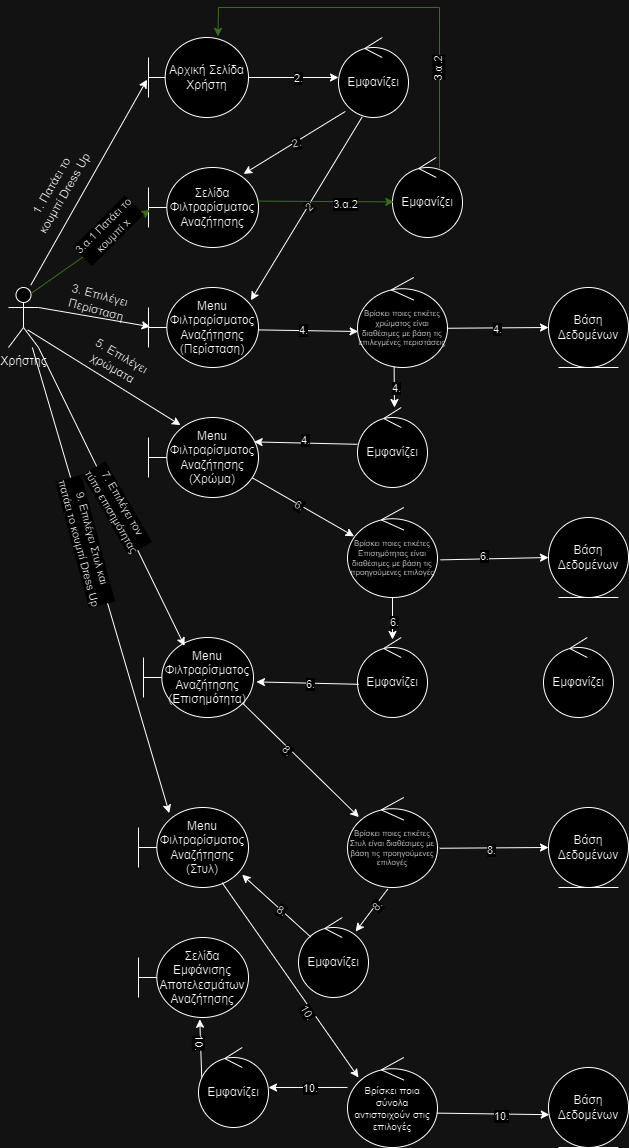 3.α.2
Αρχική Σελίδα
Χρήστη
2.
Εμφανίζει
1. Πατάει το
κουμπί Dress Up
2.
Σελίδα
Φιλτραρίσματος
Αναζήτησης
2.
3.α.2
Εμφανίζει
3.α.1 Πατάει το
κουμπί x
3. Επιλέγει
Περίσταση
Menu
Φιλτραρίσματος
Αναζήτησης
(Περίσταση)
4.
Βρίσκει ποιες ετικέτες
χρώματος είναι
διαθέσιμες με βάση τις
επιλεγμένες περιστάσεις
4.
Βάση
Δεδομένων
Χρήστης
5. Επιλέγει
χρώματα
4.
Menu
Φιλτραρίσματος
Αναζήτησης
(Χρώμα)
4.
Εμφανίζει
7. Επιλέγει τον
τύπο επισημότητας
9. Επιλέγει Στυλ και
πατάει το κουμπί Dress Up
6.
Βρίσκει ποιες ετικέτες
Επισημότητας είναι
διαθέσιμες με βάση τις
προηγούμενες επιλογές
6.
Βάση
Δεδομένων
6.
Menu
Φιλτραρίσματος
Αναζήτησης
(Επισημότητα)
6.
Εμφανίζει
Εμφανίζει
8.
Menu
Φιλτραρίσματος
Αναζήτησης
(Στυλ)
Βρίσκει ποιες ετικέτες
Στυλ είναι διαθέσιμες με
βάση τις προηγούμενες
επιλογές
8.
Βάση
Δεδομένων
8.
8.
Εμφανίζει
Σελίδα
Εμφάνισης
Αποτελεσμάτων
Αναζήτησης
10.
10.
Εμφανίζει
10.
Βρίσκει ποια
σύνολα
αντιστοιχούν στις
επιλογές
10.
Βάση
Δεδομένων